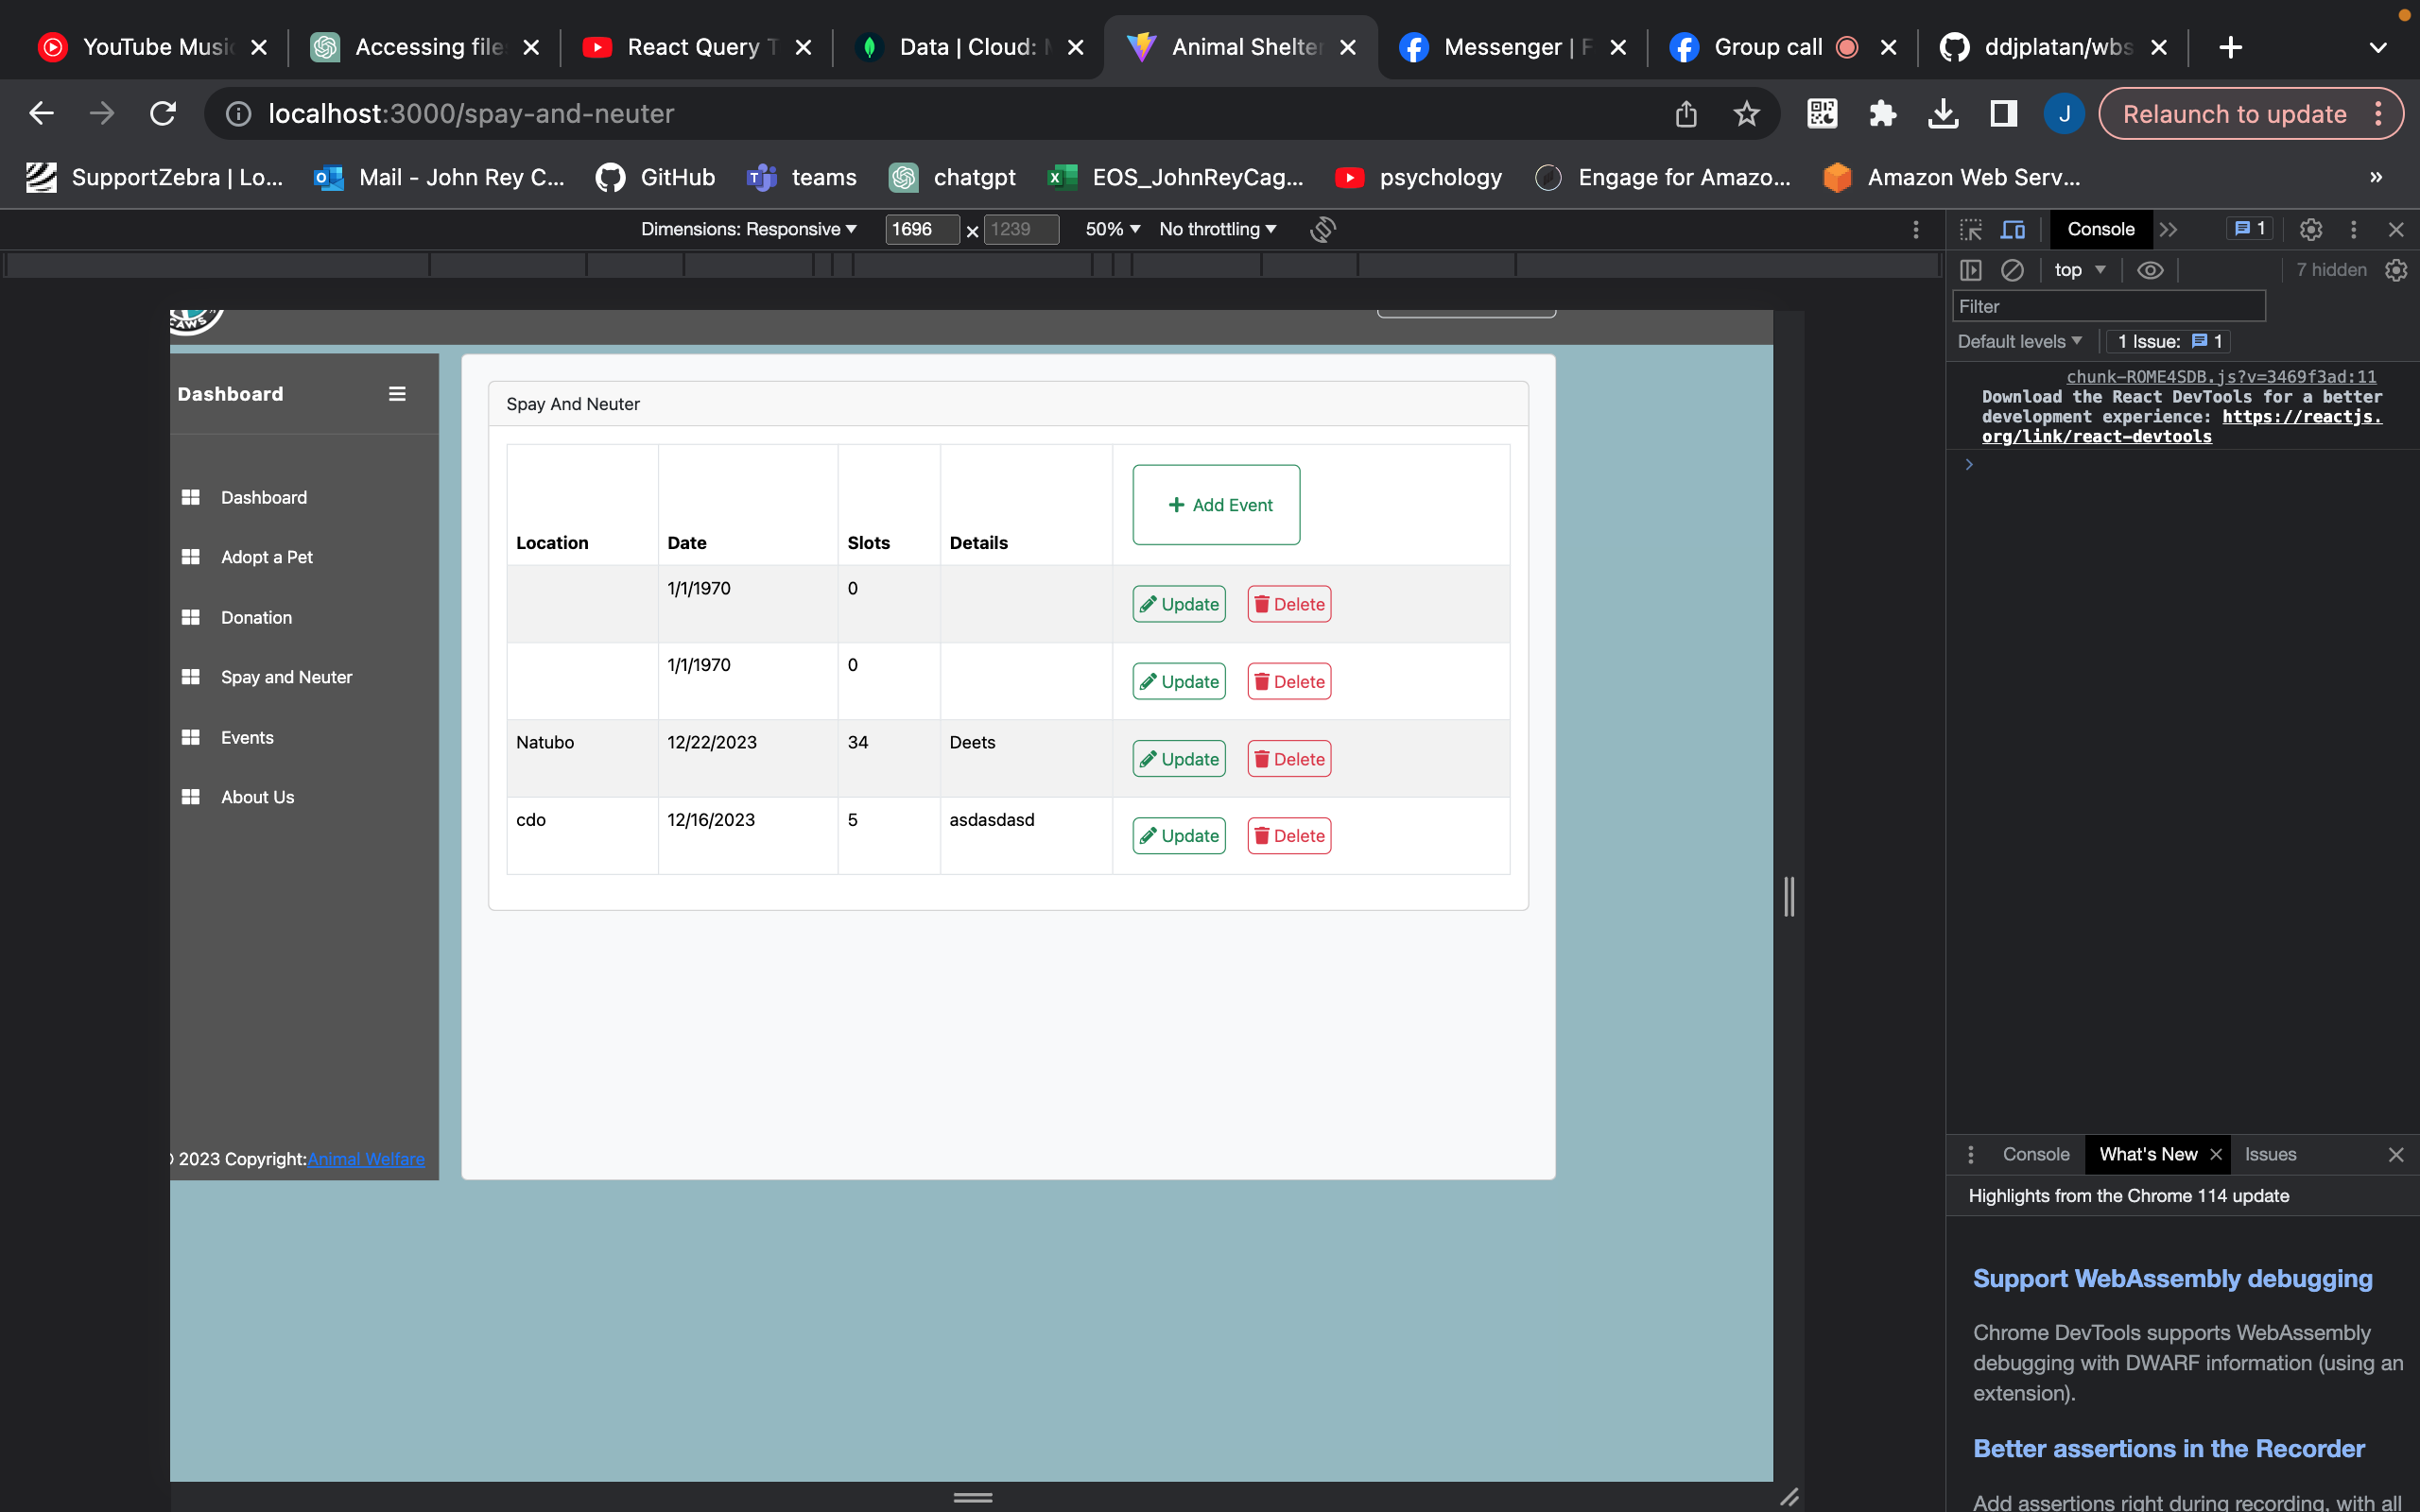 YouTube Music
Accessing file
React Query T
Data | Cloud: M
Animal Shelter
Messenger | F
Group call
ddjplatan/wbs
localhost:3000/spay-and-neuter
J
Relaunch to update
SupportZebra | Lo...
Mail - John Rey C...
GitHub
teams
chatgpt
EOS_JohnReyCag...
psychology
Engage for Amazo...
Amazon Web Serv...
»
Dimensions: Responsive
1696
x
1239
50%
No throttling
Console
1
top
7 hidden
Filter
Default levels
1 Issue:
1
chunk-ROME4SDB.js?v=3469f3ad:11
Download the React DevTools for a better
development experience: https://reactjs.
org/link/react-devtools
Dashboard
Dashboard
Adopt a Pet
Donation
Spay and Neuter
Events
About Us
2023 Copyright:Animal Welfare
Spay And Neuter
Location Date Slots Details + Add Event
1/1/1970 0 Update Delete
1/1/1970 0 Update Delete
Natubo 12/22/2023 34 Deets Update Delete
cdo 12/16/2023 5 asdasdasd Update Delete
Console
What's New
Issues
Highlights from the Chrome 114 update
Support WebAssembly debugging
Chrome DevTools supports WebAssembly
debugging with DWARF information (using an
extension).
Better assertions in the Recorder
Add assertions right during recording, with all